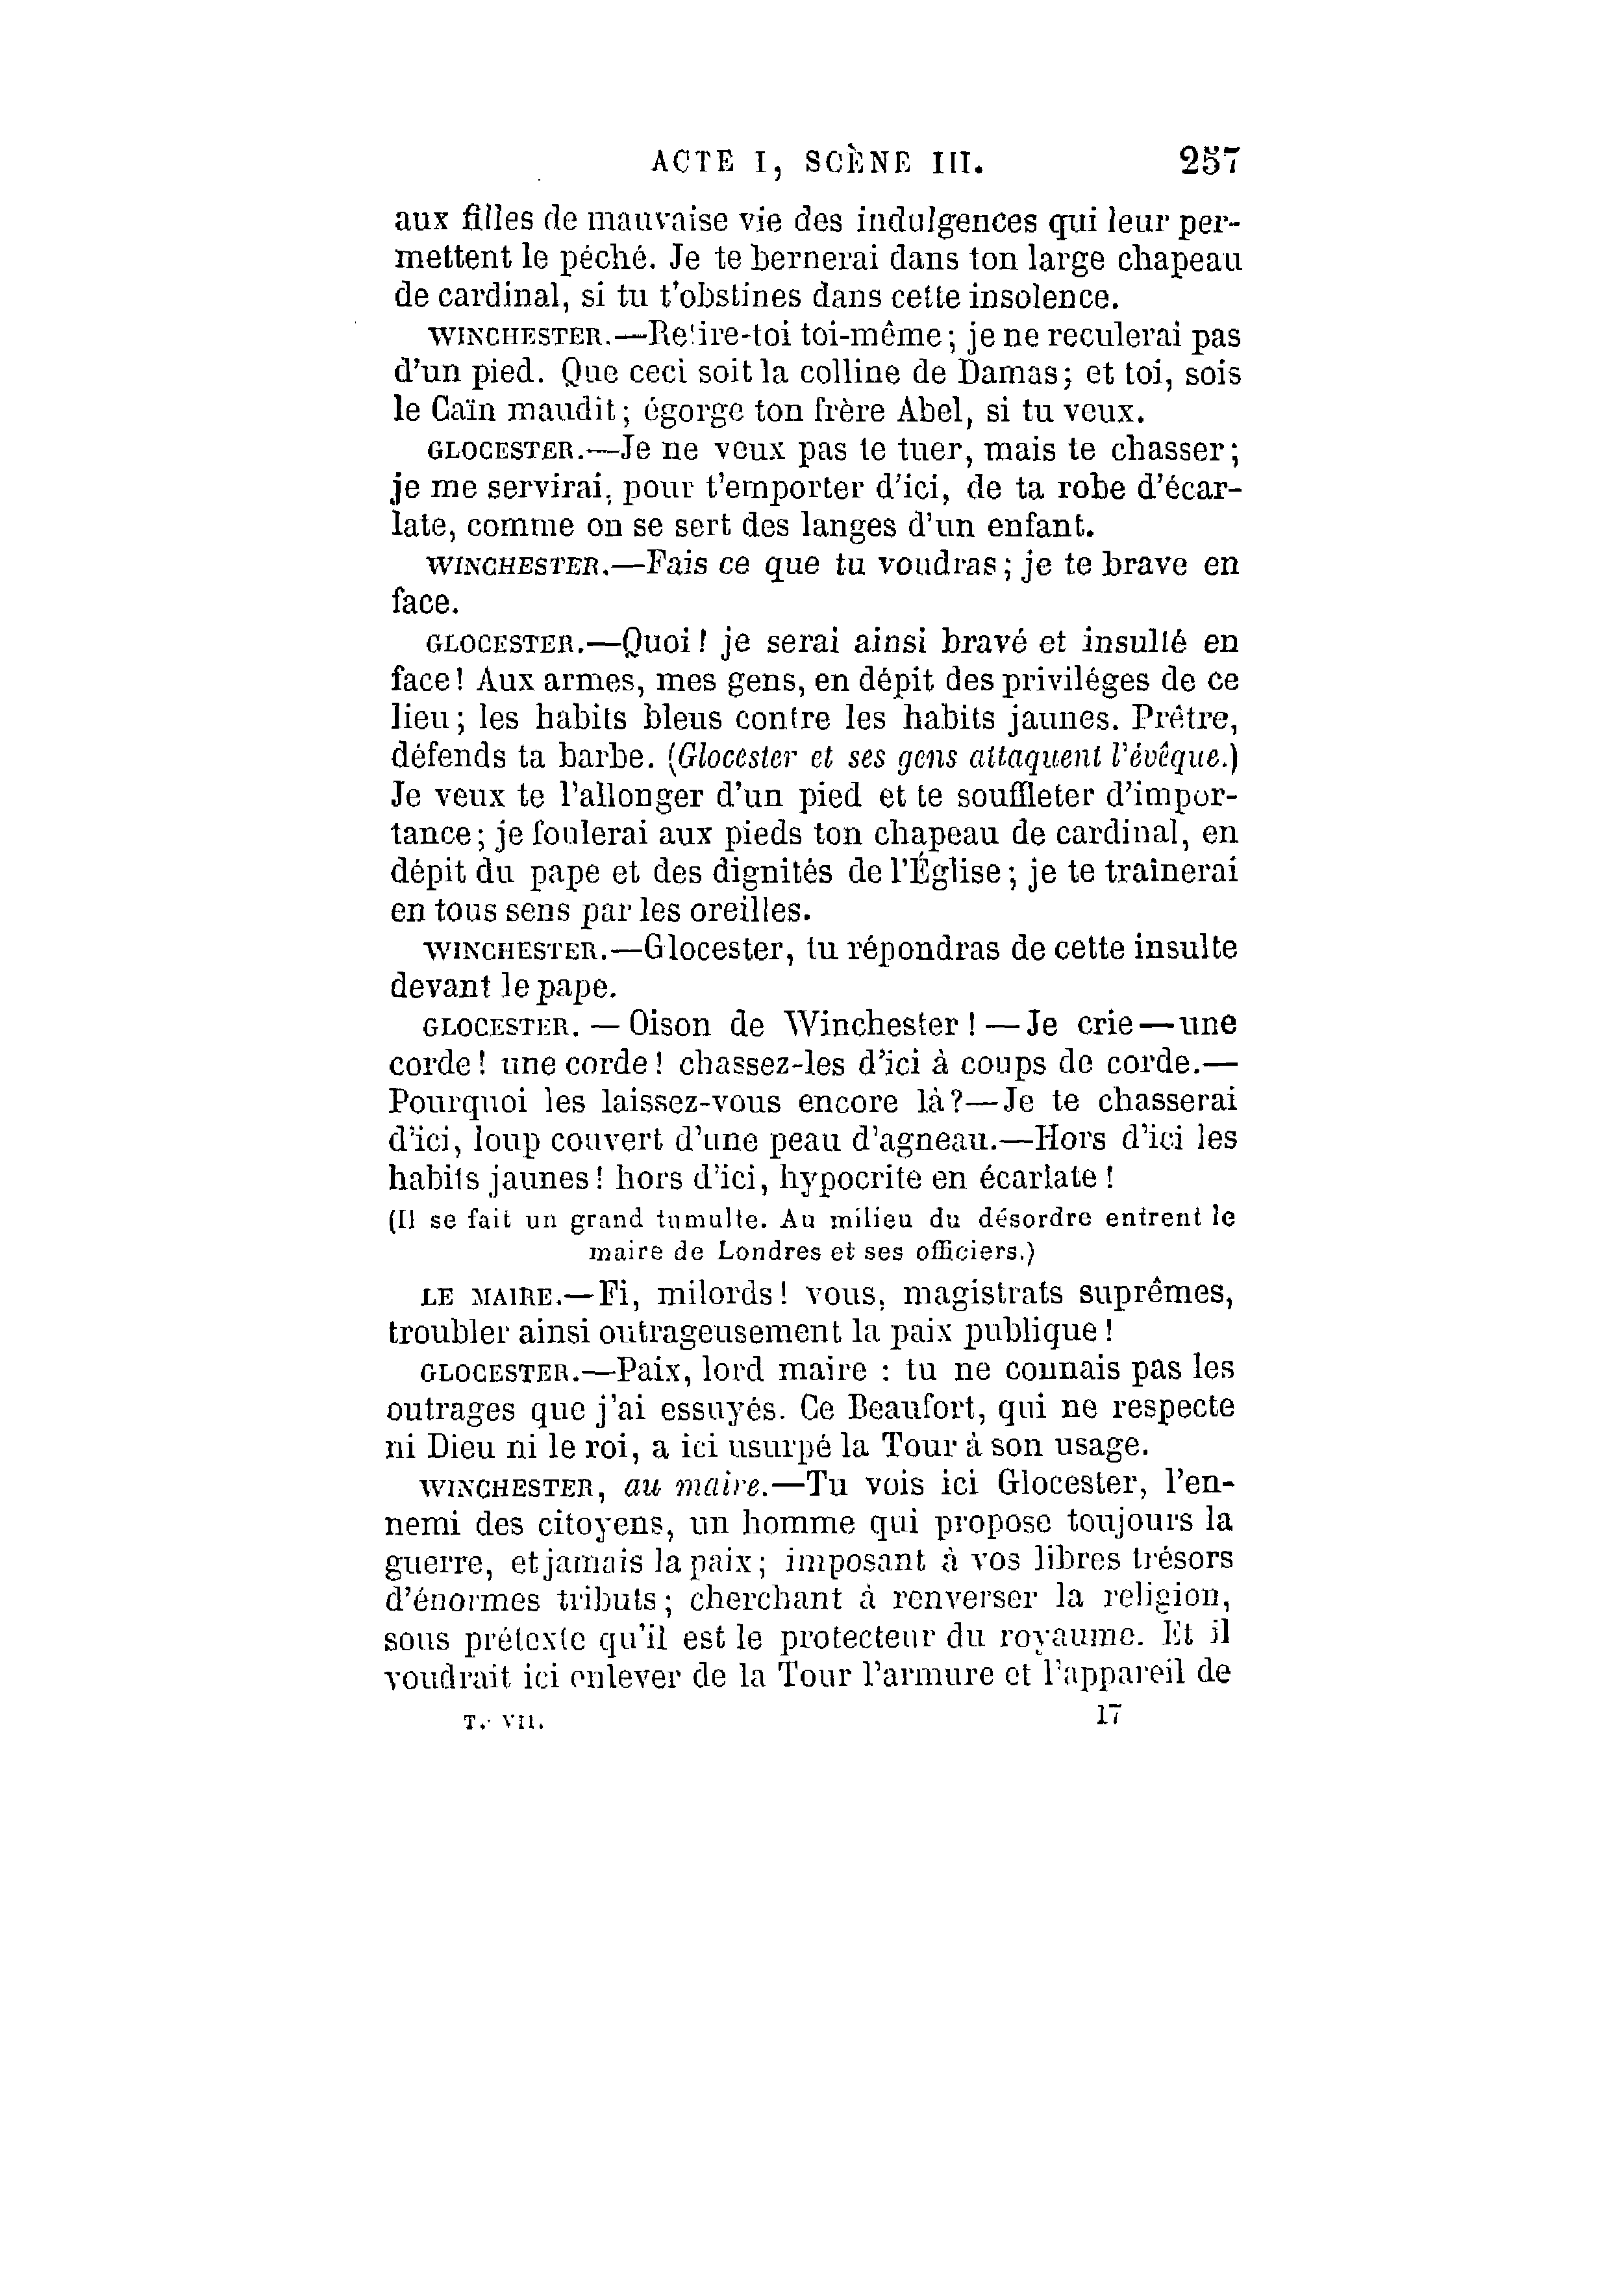 ACTE I, SCÈNE III. 257
aux filles de mauvaise vie des indulgences qui leur per-
mettent le péché. Je te bernerai dans ton large chapeau
de cardinal, si tu t'obstines dans cette insolence.
WINCHESTER.—Retire-toi toi-même; je ne reculerai pas
d'un pied. Que ceci soit la colline de Damas; et toi, sois
le Caïn maudit; égorge ton frère Abel, si tu veux.
GLOCESTER.—Je ne veux pas te tuer, mais te chasser;
je me servirai, pour t'emporter d'ici, de ta robe d'écar-
late, comme on se sert des langes d'un enfant.
WINCHESTER.—Fais ce que tu voudras; je te brave en
face.
GLOCESTER.—Quoi! je serai ainsi bravé et insulté en
face! Aux armes, mes gens, en dépit des priviléges de ce
lieu; les habits bleus contre les habits jaunes. Prêtre,
défends ta barbe. (Glocester et ses gens attaquent l'évêque.)
Je veux te l'allonger d'un pied et te souffleter d'impor-
tance; je foulerai aux pieds ton chapeau de cardinal, en
dépit du pape et des dignités de l'Église; je te traînerai
en tous sens par les oreilles.
WINCHESTER.—Glocester, tu répondras de cette insulte
devant le pape.
GLOCESTER. — Oison de Winchester! — Je crie — une
corde! une corde! chassez-les d'ici à coups de corde.—
Pourquoi les laissez-vous encore là?—Je te chasserai
d'ici, loup couvert d'une peau d'agneau.—Hors d'ici les
habits jaunes! hors d'ici, hypocrite en écarlate!
(Il se fait un grand tumulte. Au milieu du désordre entrent le
maire de Londres et ses officiers.)
LE MAIRE.—Fi, milords! vous, magistrats suprêmes,
troubler ainsi outrageusement la paix publique!
GLOCESTER.—Paix, lord maire : tu ne connais pas les
outrages que j'ai essuyés. Ce Beaufort, qui ne respecte
ni Dieu ni le roi, a ici usurpé la Tour à son usage.
WINCHESTER, au maire.—Tu vois ici Glocester, l'en-
nemi des citoyens, un homme qui propose toujours la
guerre, et jamais la paix; imposant à vos libres trésors
d'énormes tributs; cherchant à renverser la religion,
sous prétexte qu'il est le protecteur du royaume. Et il
voudrait ici enlever de la Tour l'armure et l'appareil de
T. VII. 17